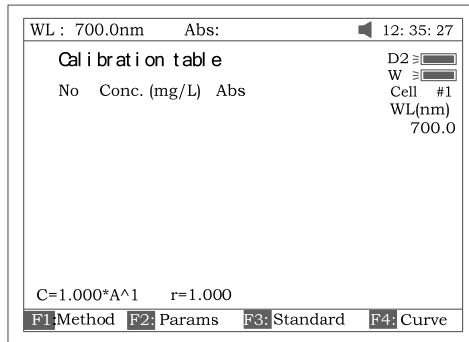 WL: 700.0nm Abs: 12: 35: 27
Calibration table D2
W
No Conc. (mg/L) Abs Cell #1
WL(nm)
700.0
C=1.000*A^1 r=1.000
F1:Method F2: Params F3: Standard F4: Curve